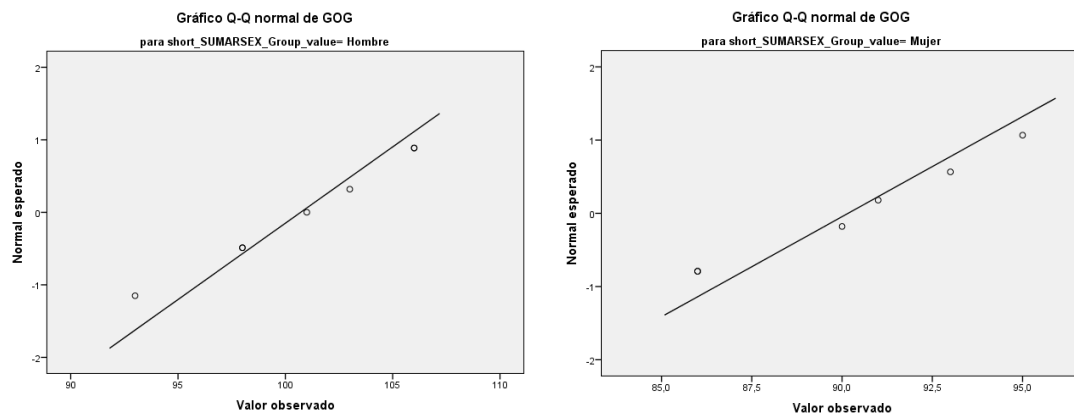 Gráfico Q-Q normal de GOG
para short_SUMARSEX_Group_value= Hombre
Normal esperado
2
1
0
-1
-2
90
95
100
105
110
Valor observado
Gráfico Q-Q normal de GOG
para short_SUMARSEX_Group_value= Mujer
Normal esperado
2
1
0
-1
-2
85,0
87,5
90,0
92,5
95,0
Valor observado